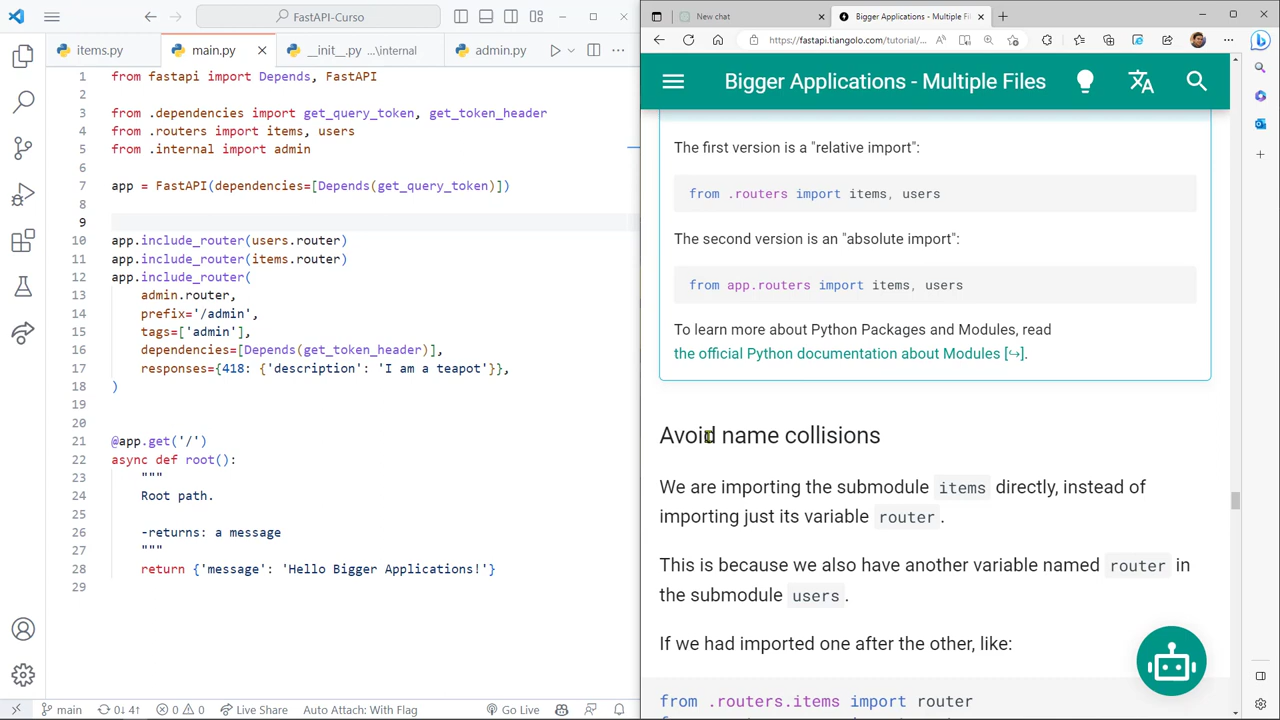 FastAPI-Curso
items.py
main.py
__init__.py ...\internal
admin.py
1 from fastapi import Depends, FastAPI
2
3 from .dependencies import get_query_token, get_token_header
4 from .routers import items, users
5 from .internal import admin
6
7 app = FastAPI(dependencies=[Depends(get_query_token)])
8
9
10 app.include_router(users.router)
11 app.include_router(items.router)
12 app.include_router(
13 admin.router,
14 prefix='/admin',
15 tags=['admin'],
16 dependencies=[Depends(get_token_header)],
17 responses={418: {'description': 'I am a teapot'}},
18 )
19
20
21 @app.get('/')
22 async def root():
23 """
24 Root path.
25
26 -returns: a message
27 """
28 return {'message': 'Hello Bigger Applications!'}
29
main
0↓ 4↑
0
0
Live Share
Auto Attach: With Flag
Go Live
New chat
Bigger Applications - Multiple Fi
https://fastapi.tiangolo.com/tutorial/...
Bigger Applications - Multiple Files
The first version is a "relative import":
from .routers import items, users
The second version is an "absolute import":
from app.routers import items, users
To learn more about Python Packages and Modules, read
the official Python documentation about Modules [↪].
Avoid name collisions
We are importing the submodule items directly, instead of
importing just its variable router.
This is because we also have another variable named router in
the submodule users.
If we had imported one after the other, like:
from .routers.items import router